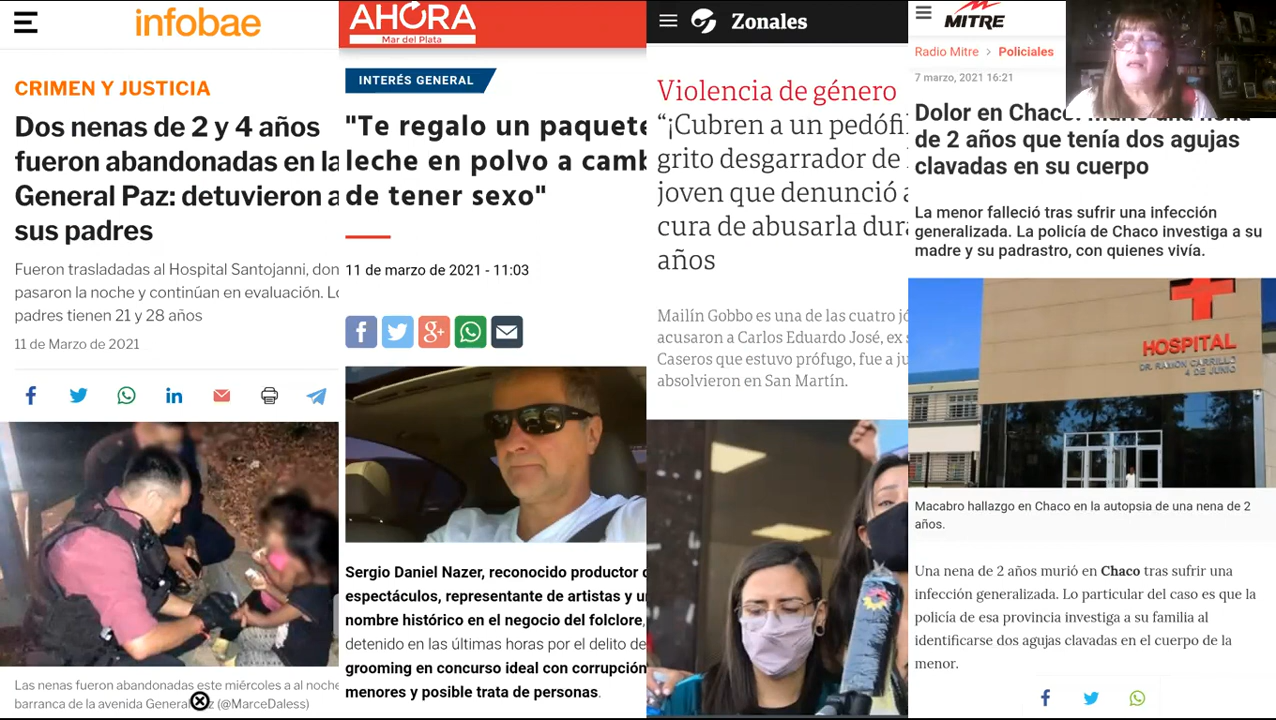 infobae
CRIMEN Y JUSTICIA
Dos nenas de 2 y 4 años
fueron abandonadas en la
General Paz: detuvieron a
sus padres
Fueron trasladadas al Hospital Santojanni, don
pasaron la noche y continúan en evaluación. Lo
padres tienen 21 y 28 años
11 de Marzo de 2021
Las nenas fueron abandonadas este miércoles a al noche
barranca de la avenida General (@MarceDaless)
AHORA
Mar del Plata
INTERÉS GENERAL
"Te regalo un paquete
leche en polvo a camb
de tener sexo"
11 de marzo de 2021 - 11:03
Sergio Daniel Nazer, reconocido productor d
espectáculos, representante de artistas y un
nombre histórico en el negocio del folclore,
detenido en las últimas horas por el delito de
grooming en concurso ideal con corrupción
menores y posible trata de personas.
Zonales
Violencia de género
“¡Cubren a un pedófi
grito desgarrador de
joven que denunció a
cura de abusarla dura
años
Mailín Gobbo es una de las cuatro jó
acusaron a Carlos Eduardo José, ex s
Caseros que estuvo prófugo, fue a ju
absolvieron en San Martín.
MITRE
Radio Mitre > Policiales
7 marzo, 2021 16:21
Dolor en Chaco: murió una nena
de 2 años que tenía dos agujas
clavadas en su cuerpo
La menor falleció tras sufrir una infección
generalizada. La policía de Chaco investiga a su
madre y su padrastro, con quienes vivía.
HOSPITAL
DR. RAMÓN CARRILLO
4 DE JUNIO
Macabro hallazgo en Chaco en la autopsia de una nena de 2
años.
Una nena de 2 años murió en Chaco tras sufrir una
infección generalizada. Lo particular del caso es que la
policía de esa provincia investiga a su familia al
identificarse dos agujas clavadas en el cuerpo de la
menor.